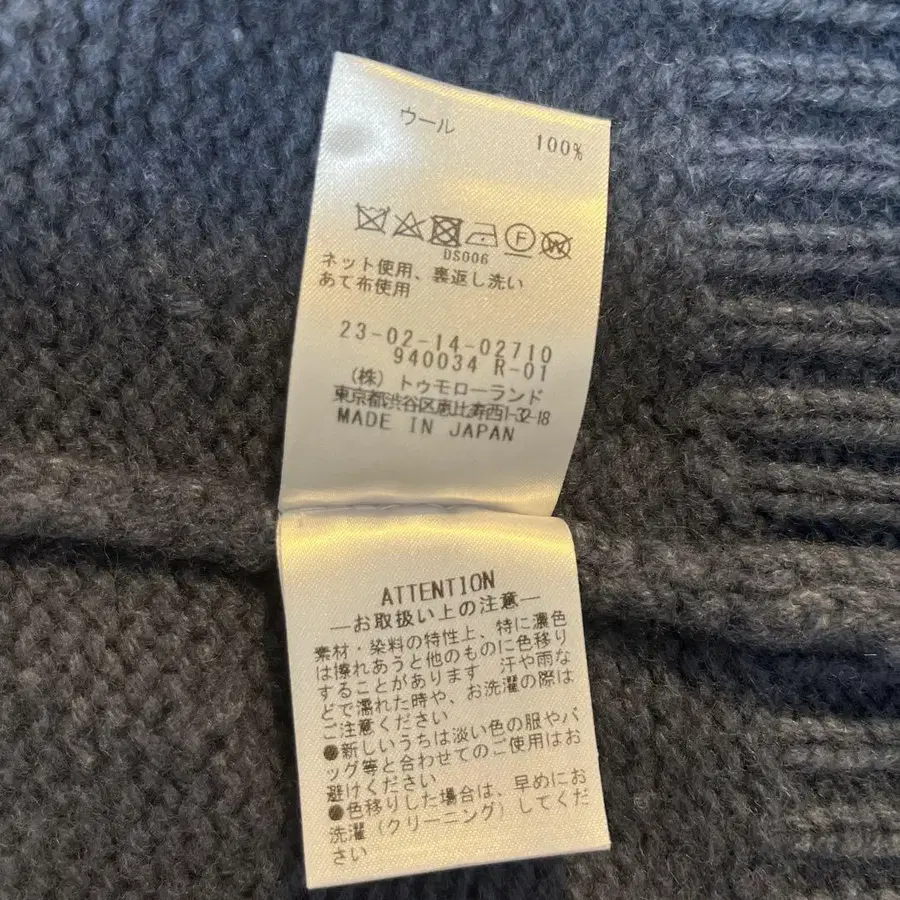 ウール 100%
F W
DS006
ネット使用、裏返し洗い
あて布使用
23-02-14-02710
940034 R-01
(株) トゥモローランド
東京都渋谷区恵比寿西1-32-18
MADE IN JAPAN
ATTENTION
―お取扱い上の注意―
素材・染料の特性上、特に濃色
は擦れあうと他のものに色移り
することがあります 汗や雨な
どで濡れた時や、お洗濯の際は
ご注意ください
●新しいうちは淡い色の服やバ
ッグ等と合わせてのご使用はお
避けください
●色移りした場合は、早めにお
洗濯(クリーニング)してくだ
さい